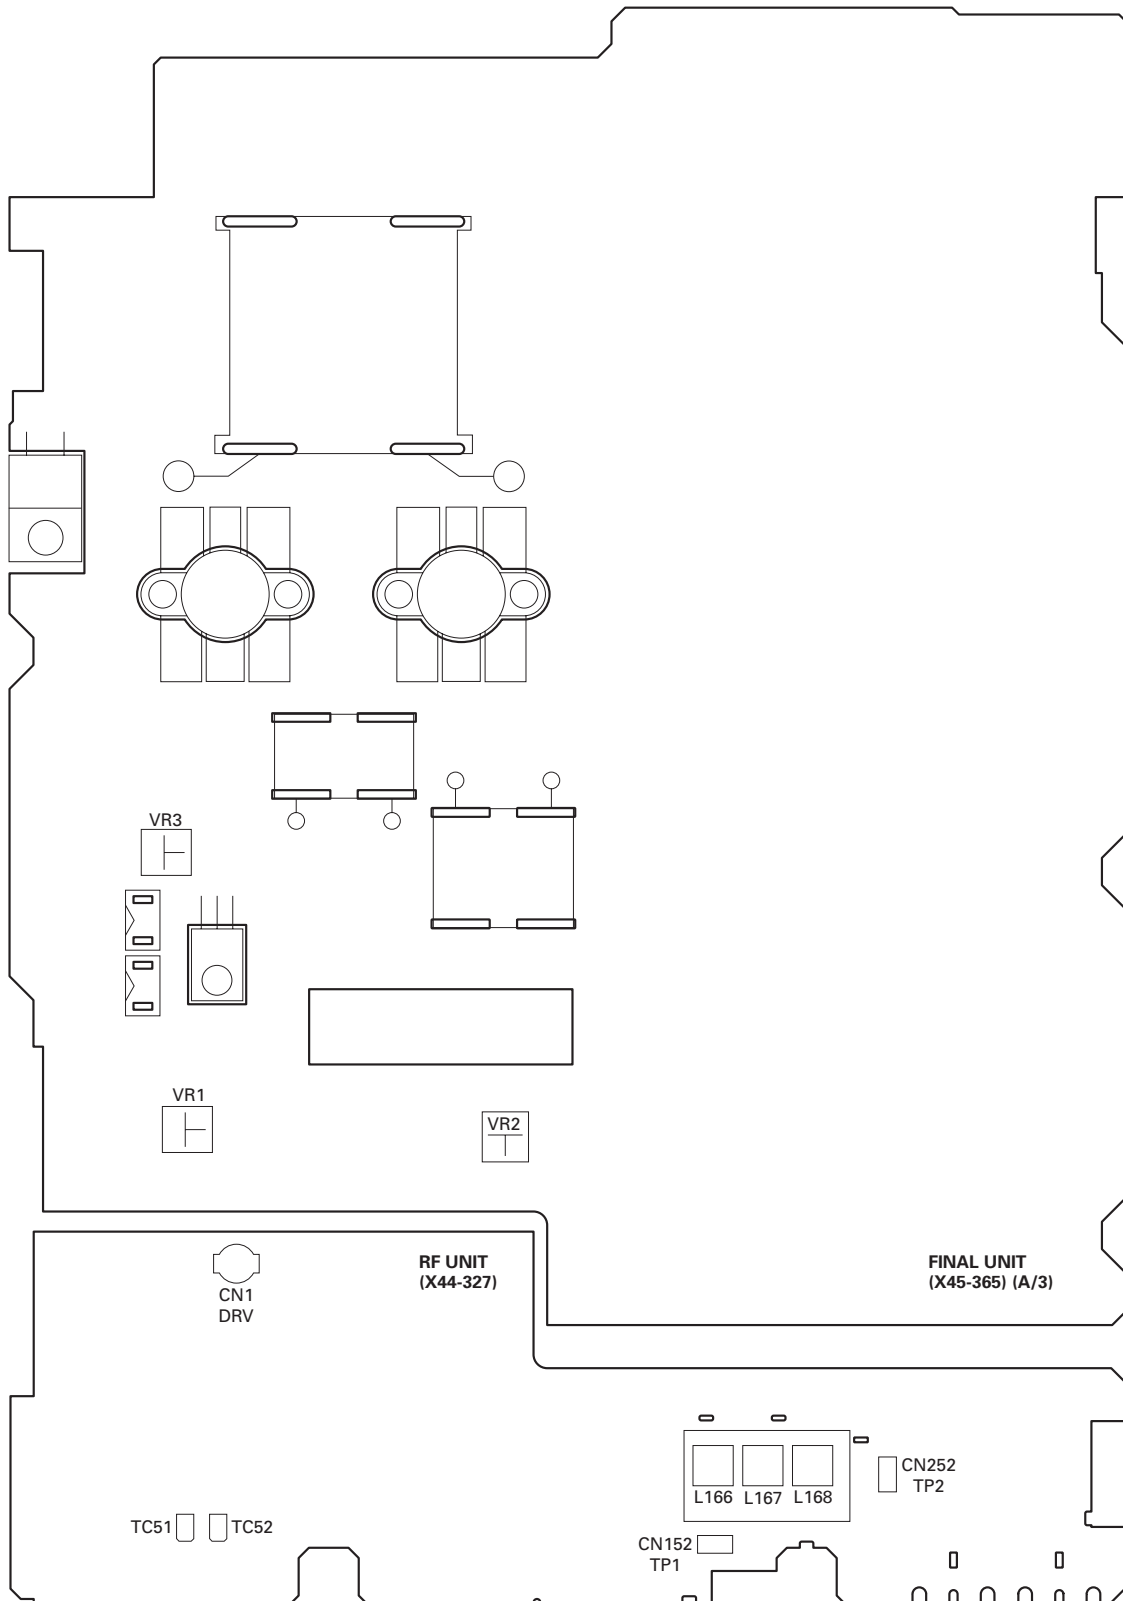 VR3
VR1
VR2
RF UNIT
(X44-327)
FINAL UNIT
(X45-365) (A/3)
CN1
DRV
L166
L167
L168
CN252
TP2
TC51
TC52
CN152
TP1